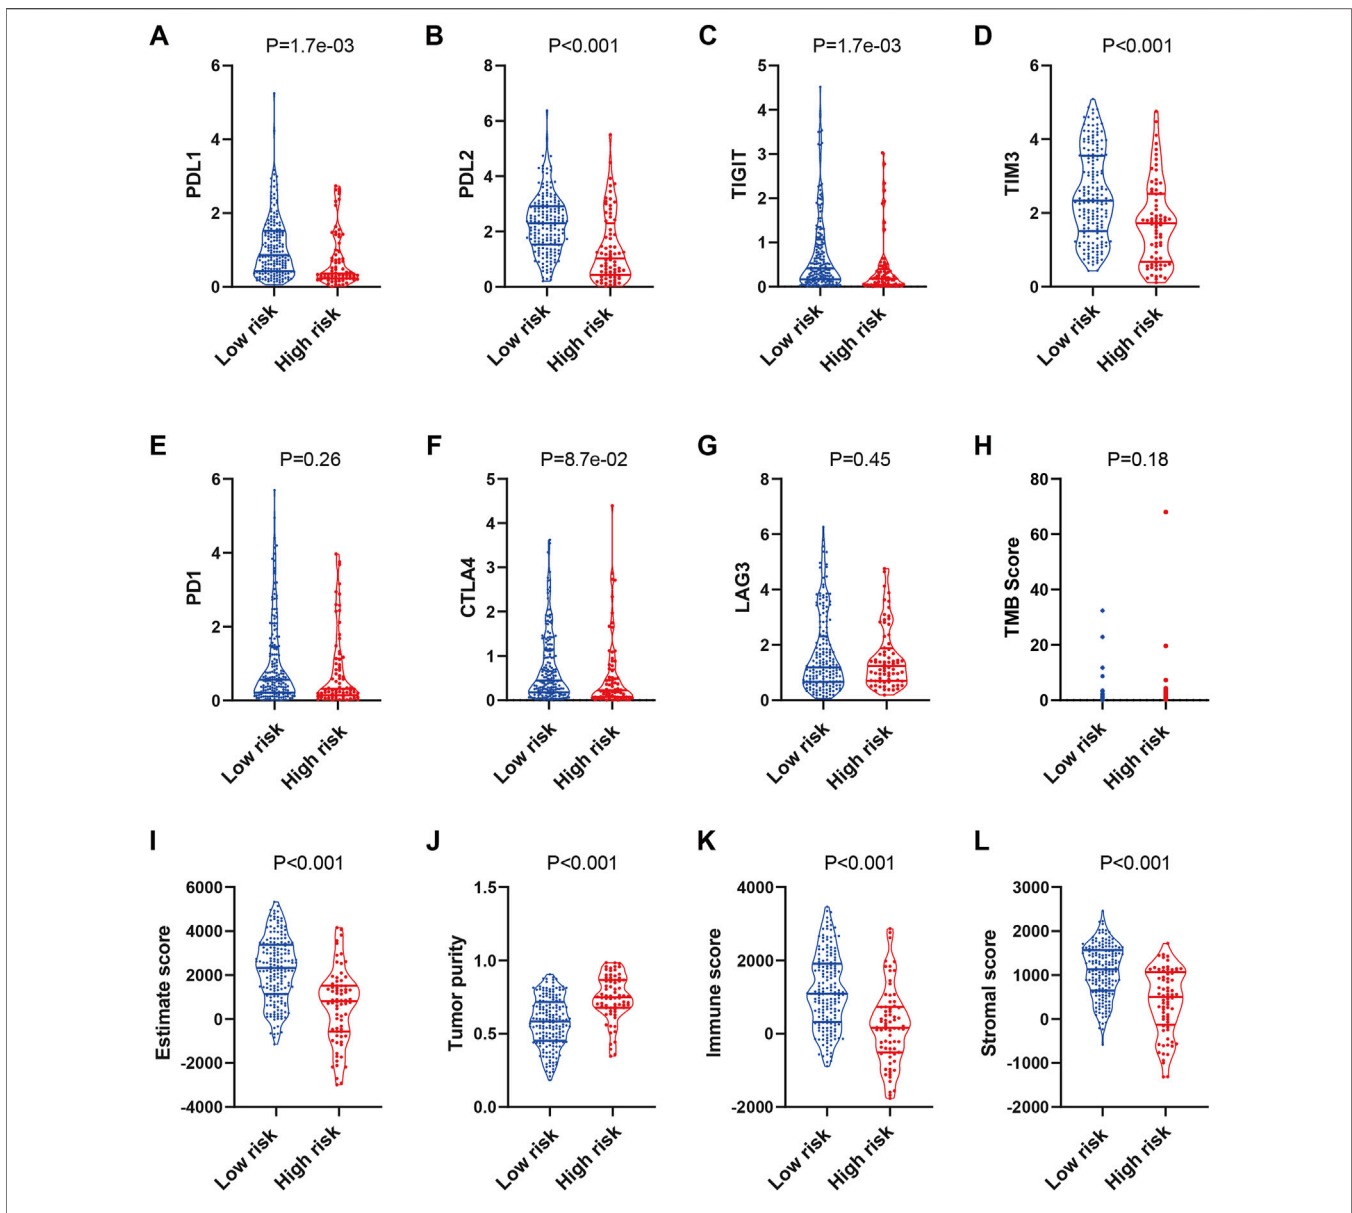 A
P=1.7e-03
PDL1
6
4
2
0
Low risk
High risk
B
P<0.001
PDL2
8
6
4
2
0
Low risk
High risk
C
P=1.7e-03
TIGIT
5
4
3
2
1
0
Low risk
High risk
D
P<0.001
TIM3
6
4
2
0
Low risk
High risk
E
P=0.26
PD1
6
4
2
0
Low risk
High risk
F
P=8.7e-02
CTLA4
5
4
3
2
1
0
Low risk
High risk
G
P=0.45
LAG3
8
6
4
2
0
Low risk
High risk
H
P=0.18
TMB Score
80
60
40
20
0
Low risk
High risk
I
P<0.001
Estimate score
6000
4000
2000
0
-2000
-4000
Low risk
High risk
J
P<0.001
Tumor purity
1.5
1.0
0.5
0.0
Low risk
High risk
K
P<0.001
Immune score
4000
2000
0
-2000
Low risk
High risk
L
P<0.001
Stromal score
3000
2000
1000
0
-1000
-2000
Low risk
High risk